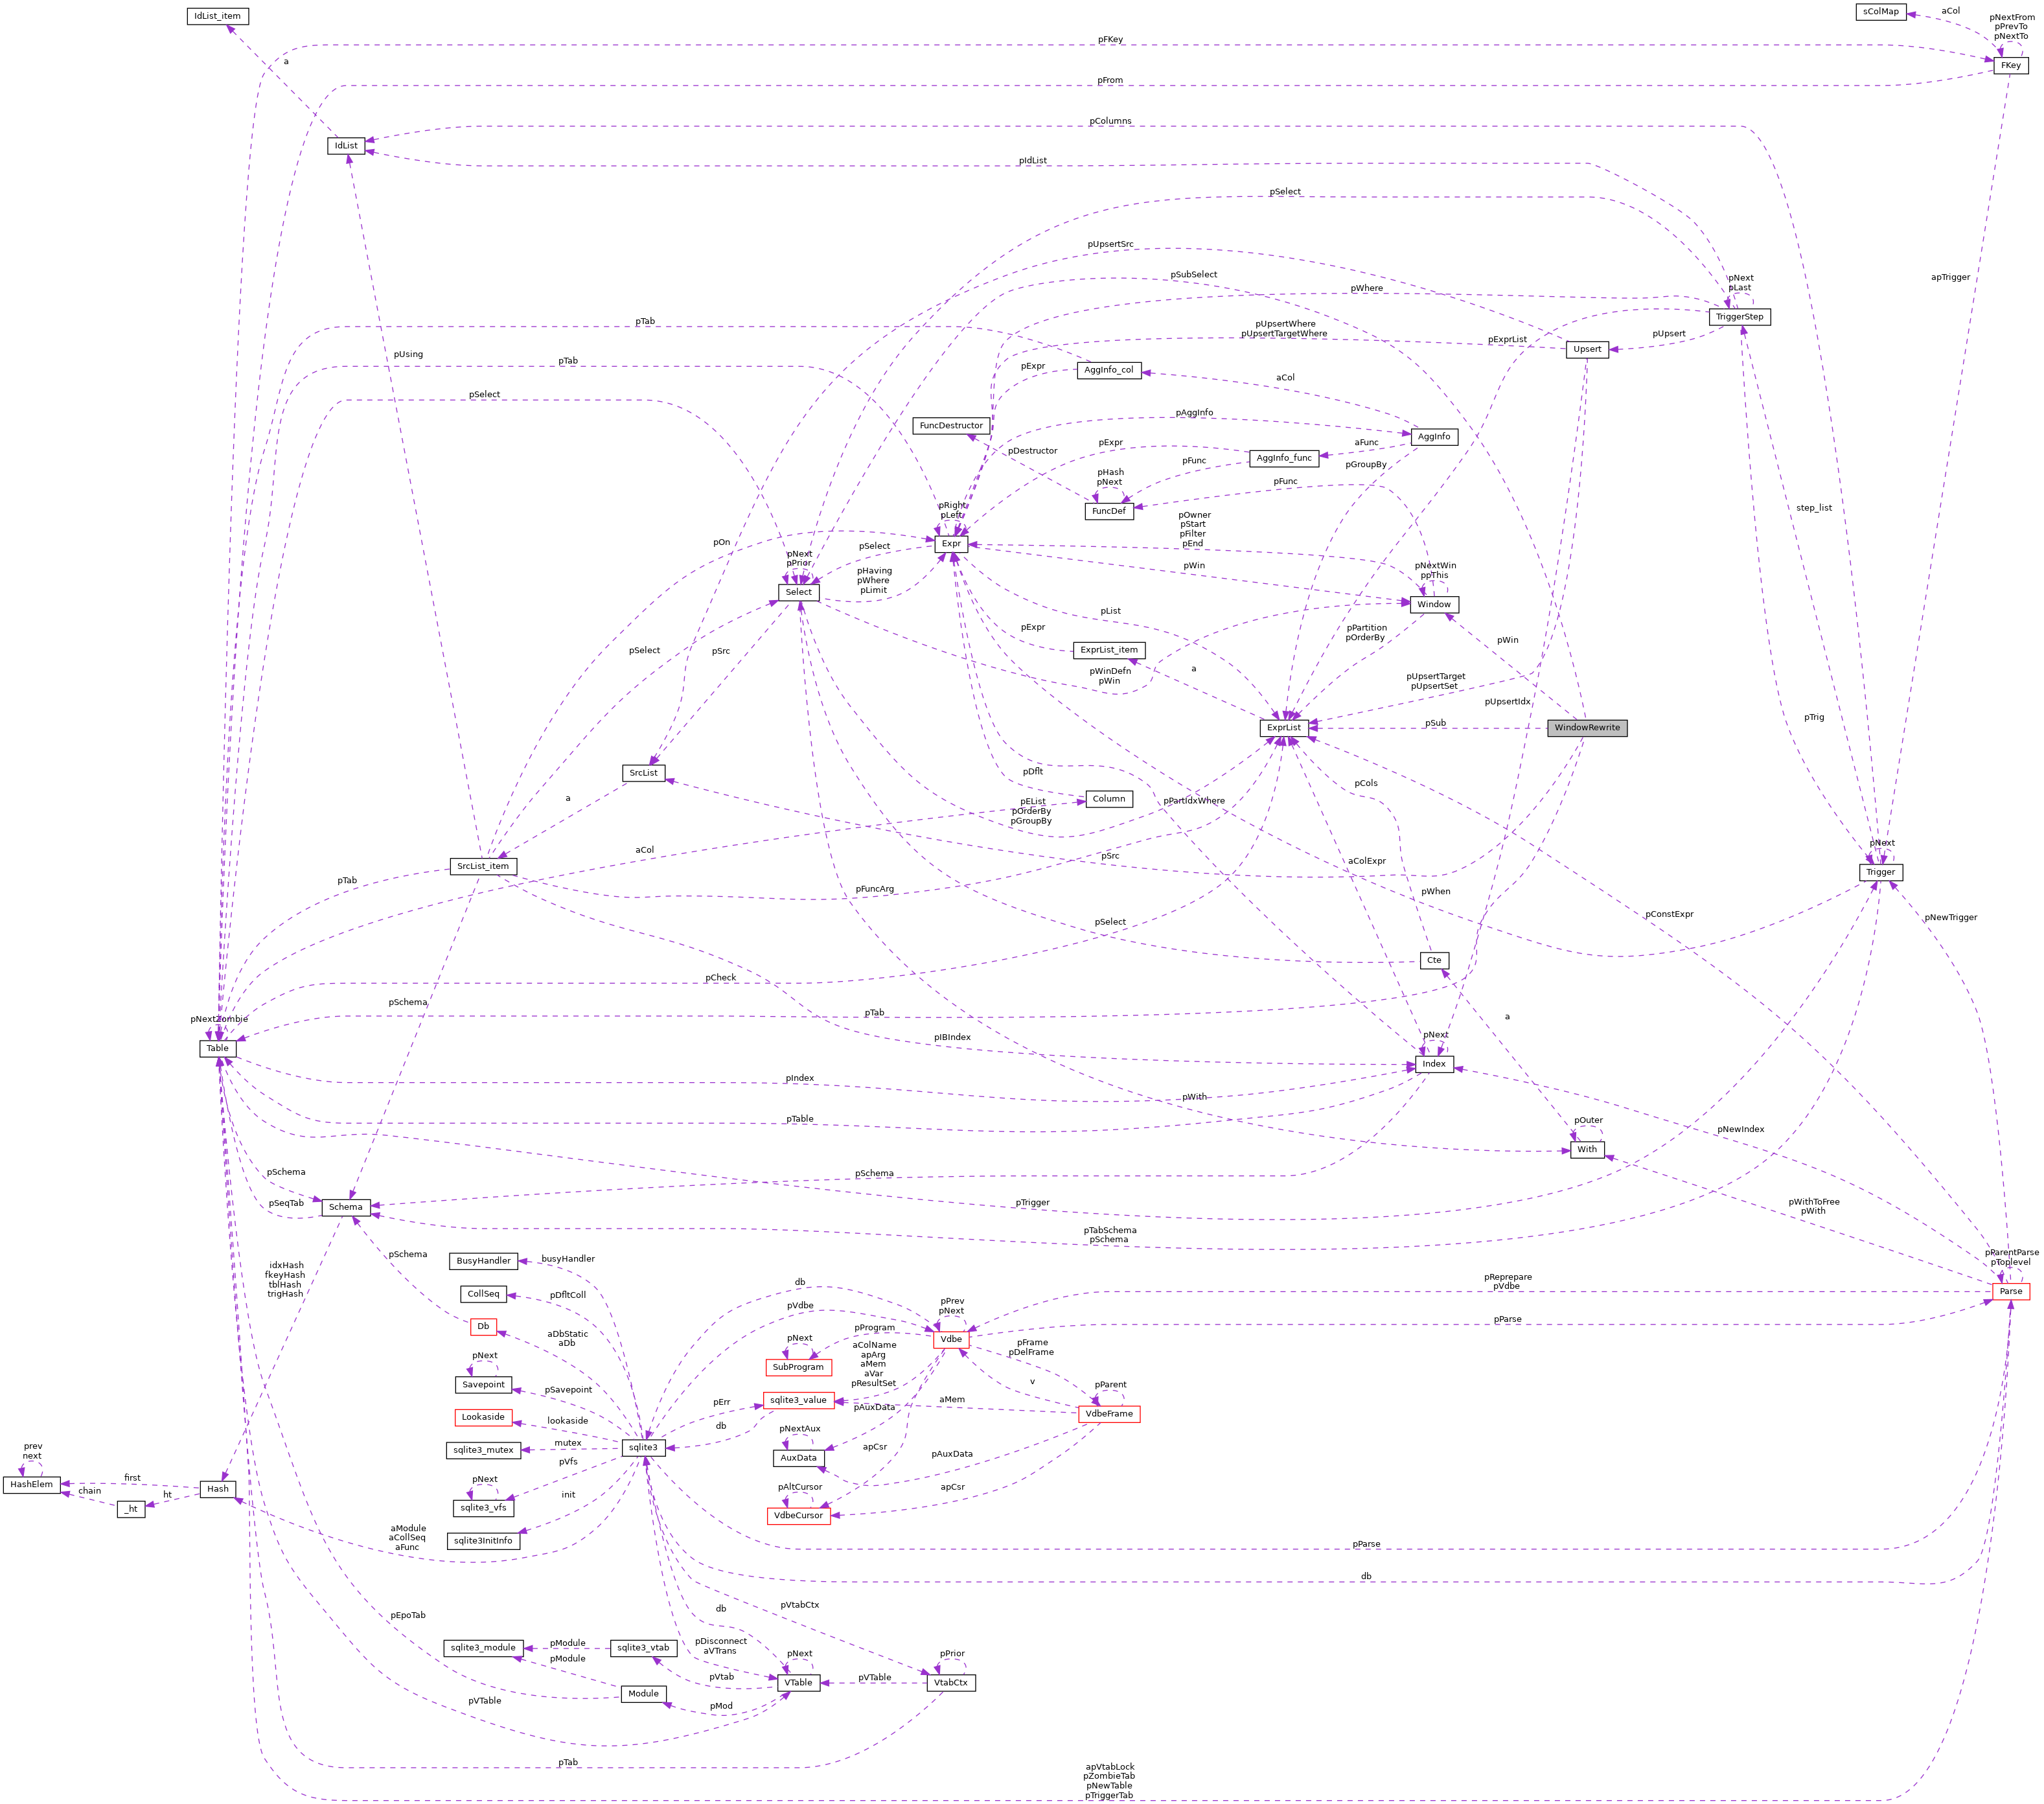 IdList_item
sColMap
aCol
pNextFrom
pPrevTo
pNextTo
pFKey
a
FKey
pFrom
pColumns
IdList
pIdList
pSelect
pUpsertSrc
pSubSelect
apTrigger
pNext
pLast
pWhere
TriggerStep
pTab
pUpsertWhere
pUpsertTargetWhere
pExprList
pUpsert
Upsert
pUsing
pTab
pExpr
AggInfo_col
aCol
pSelect
pAggInfo
FuncDestructor
AggInfo
pExpr
aFunc
pDestructor
pFunc
AggInfo_func
pGroupBy
pHash
pNext
pFunc
FuncDef
pRight
pLeft
pOwner
pStart
pFilter
pEnd
step_list
pOn
Expr
pSelect
pNext
pPrior
pWin
pNextWin
ppThis
pHaving
pWhere
pLimit
Select
Window
pList
pExpr
pPartition
pOrderBy
pWin
pSelect
pSrc
ExprList_item
a
pWinDefn
pWin
pUpsertTarget
pUpsertSet
pUpsertIdx
pTrig
pSub
ExprList
WindowRewrite
SrcList
pDflt
pCols
a
Column
pEList
pOrderBy
pGroupBy
pPartIdxWhere
aCol
pSrc
aColExpr
pNext
SrcList_item
Trigger
pTab
pFuncArg
pWhen
pConstExpr
pNewTrigger
pSelect
Cte
pCheck
pSchema
pTab
a
pNextZombie
Table
pIBIndex
pNext
Index
pIndex
pWith
pTable
pOuter
pNewIndex
With
pSchema
pSchema
pSeqTab
Schema
pTrigger
pWithToFree
pWith
pTabSchema
pSchema
pSchema
BusyHandler
busyHandler
pParentParse
pToplevel
idxHash
fkeyHash
tblHash
trigHash
CollSeq
pDfltColl
db
pReprepare
pVdbe
Parse
pVdbe
pPrev
pNext
Db
aDbStatic
aDb
pProgram
Vdbe
pParse
pNext
aColName
apArg
aMem
aVar
pResultSet
pFrame
pDelFrame
pNext
SubProgram
Savepoint
pSavepoint
v
pParent
pErr
sqlite3_value
aMem
VdbeFrame
Lookaside
lookaside
db
pAuxData
pNextAux
prev
next
sqlite3_mutex
mutex
sqlite3
apCsr
pAuxData
HashElem
first
Hash
pVfs
AuxData
chain
ht
pNext
pAltCursor
apCsr
_ht
sqlite3_vfs
init
VdbeCursor
aModule
aCollSeq
aFunc
sqlite3InitInfo
pParse
db
pEpoTab
db
pVtabCtx
sqlite3_module
pModule
pModule
sqlite3_vtab
pDisconnect
aVTrans
pNext
pPrior
pVtab
VTable
pVTable
VtabCtx
pVTable
Module
pMod
pTab
apVtabLock
pZombieTab
pNewTable
pTriggerTab